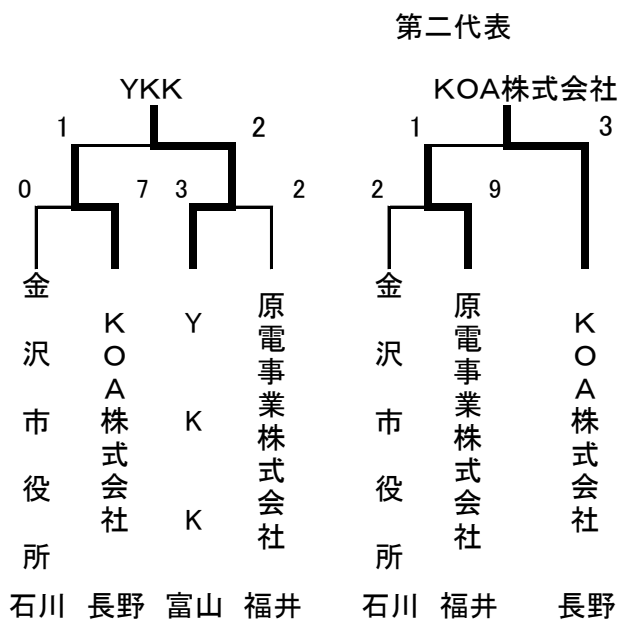 第二代表
YKK
KOA株式会社
1
2
1
3
0
7
3
2
2
9
金沢市役所
KOA株式会社
YKK
原電事業株式会社
金沢市役所
原電事業株式会社
KOA株式会社
石川
長野
富山
福井
石川
福井
長野